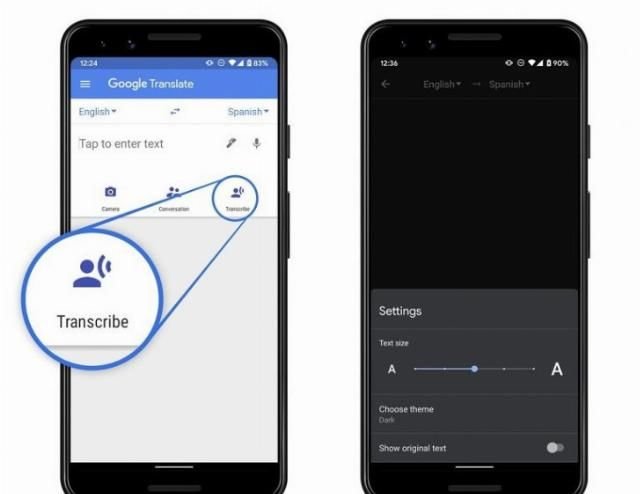 12:24 83%
Google Translate
English Spanish
Tap to enter text
Camera Conversation Transcribe
Transcribe
12:36 90%
English Spanish
Settings
Text size
A A
Choose theme
Dark
Show original text